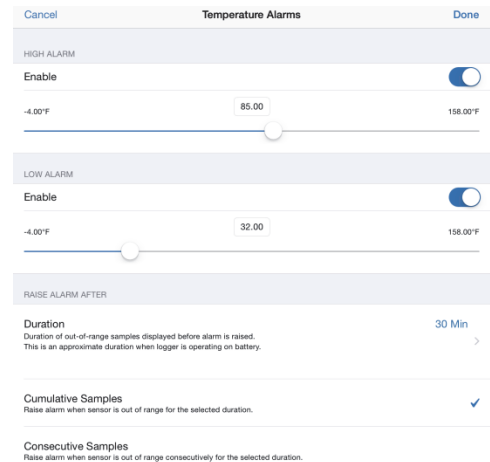 Cancel Temperature Alarms Done
HIGH ALARM
Enable
-4.00°F 85.00 158.00°F
LOW ALARM
Enable
-4.00°F 32.00 158.00°F
RAISE ALARM AFTER
Duration 30 Min
Duration of out-of-range samples displayed before alarm is raised.
This is an approximate duration when logger is operating on battery.
Cumulative Samples
Raise alarm when sensor is out of range for the selected duration.
Consecutive Samples
Raise alarm when sensor is out of range consecutively for the selected duration.